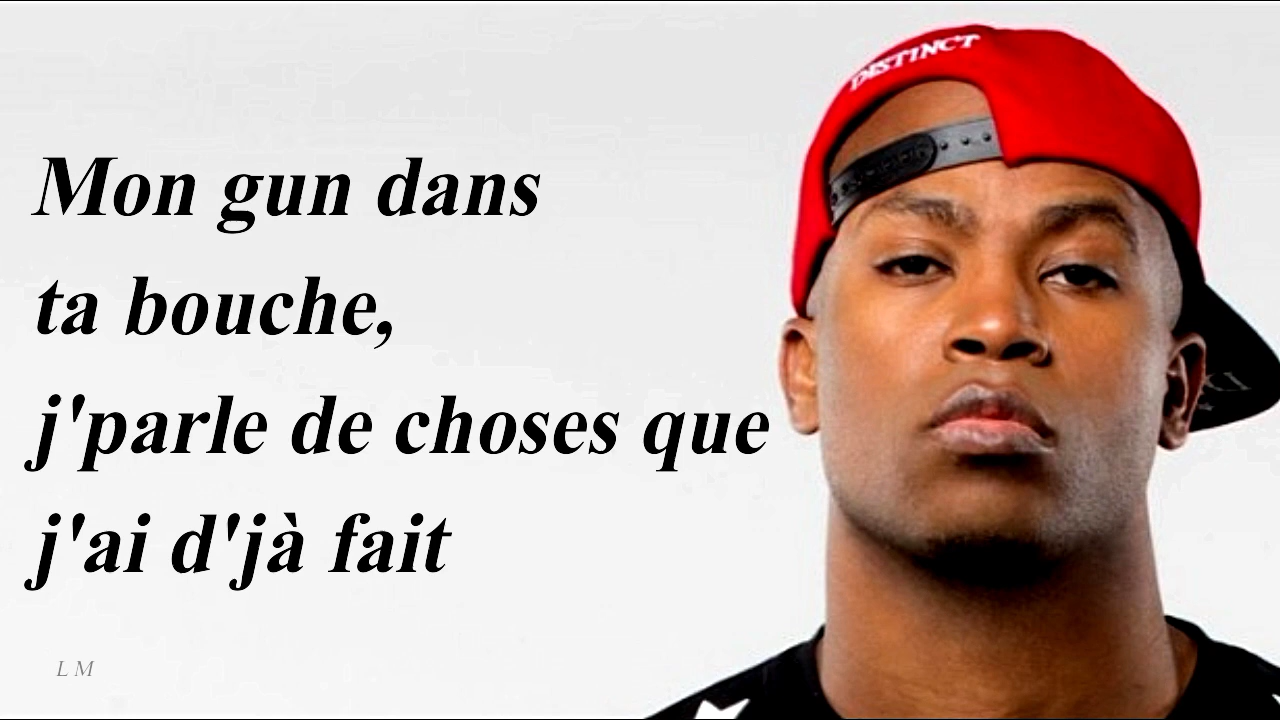 DISTINCT
Mon gun dans
ta bouche,
j'parle de choses que
j'ai d'jà fait
L M